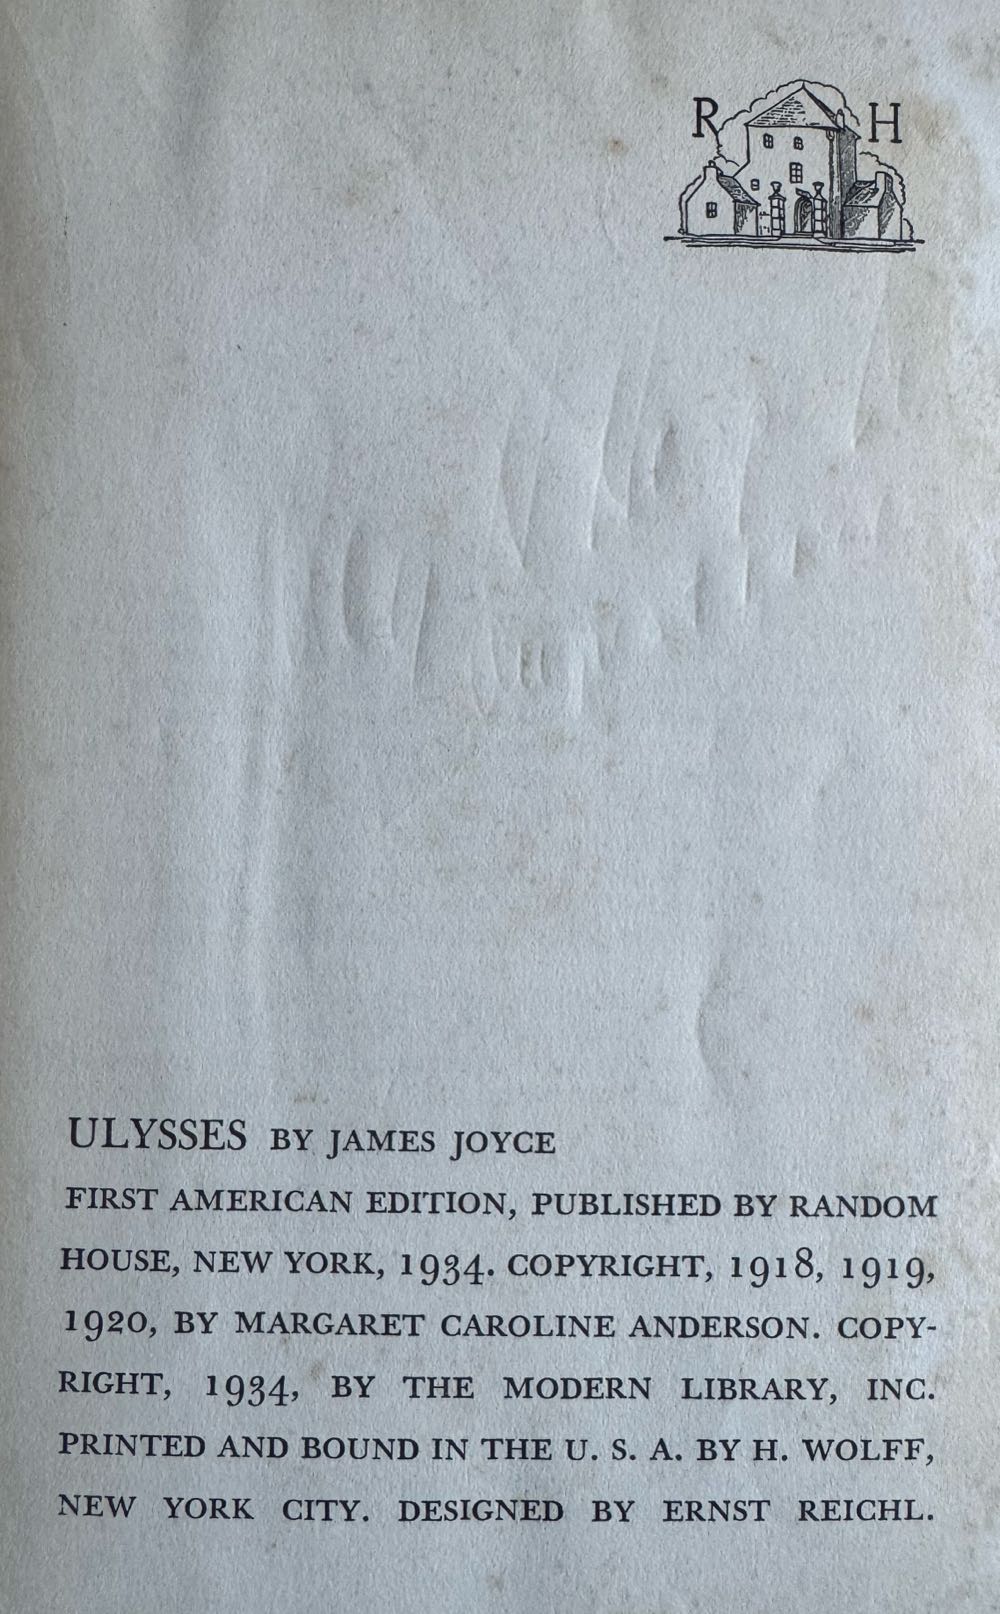 R H
ULYSSES BY JAMES JOYCE
FIRST AMERICAN EDITION, PUBLISHED BY RANDOM
HOUSE, NEW YORK, 1934. COPYRIGHT, 1918, 1919,
1920, BY MARGARET CAROLINE ANDERSON. COPY-
RIGHT, 1934, BY THE MODERN LIBRARY, INC.
PRINTED AND BOUND IN THE U. S. A. BY H. WOLFF,
NEW YORK CITY. DESIGNED BY ERNST REICHL.